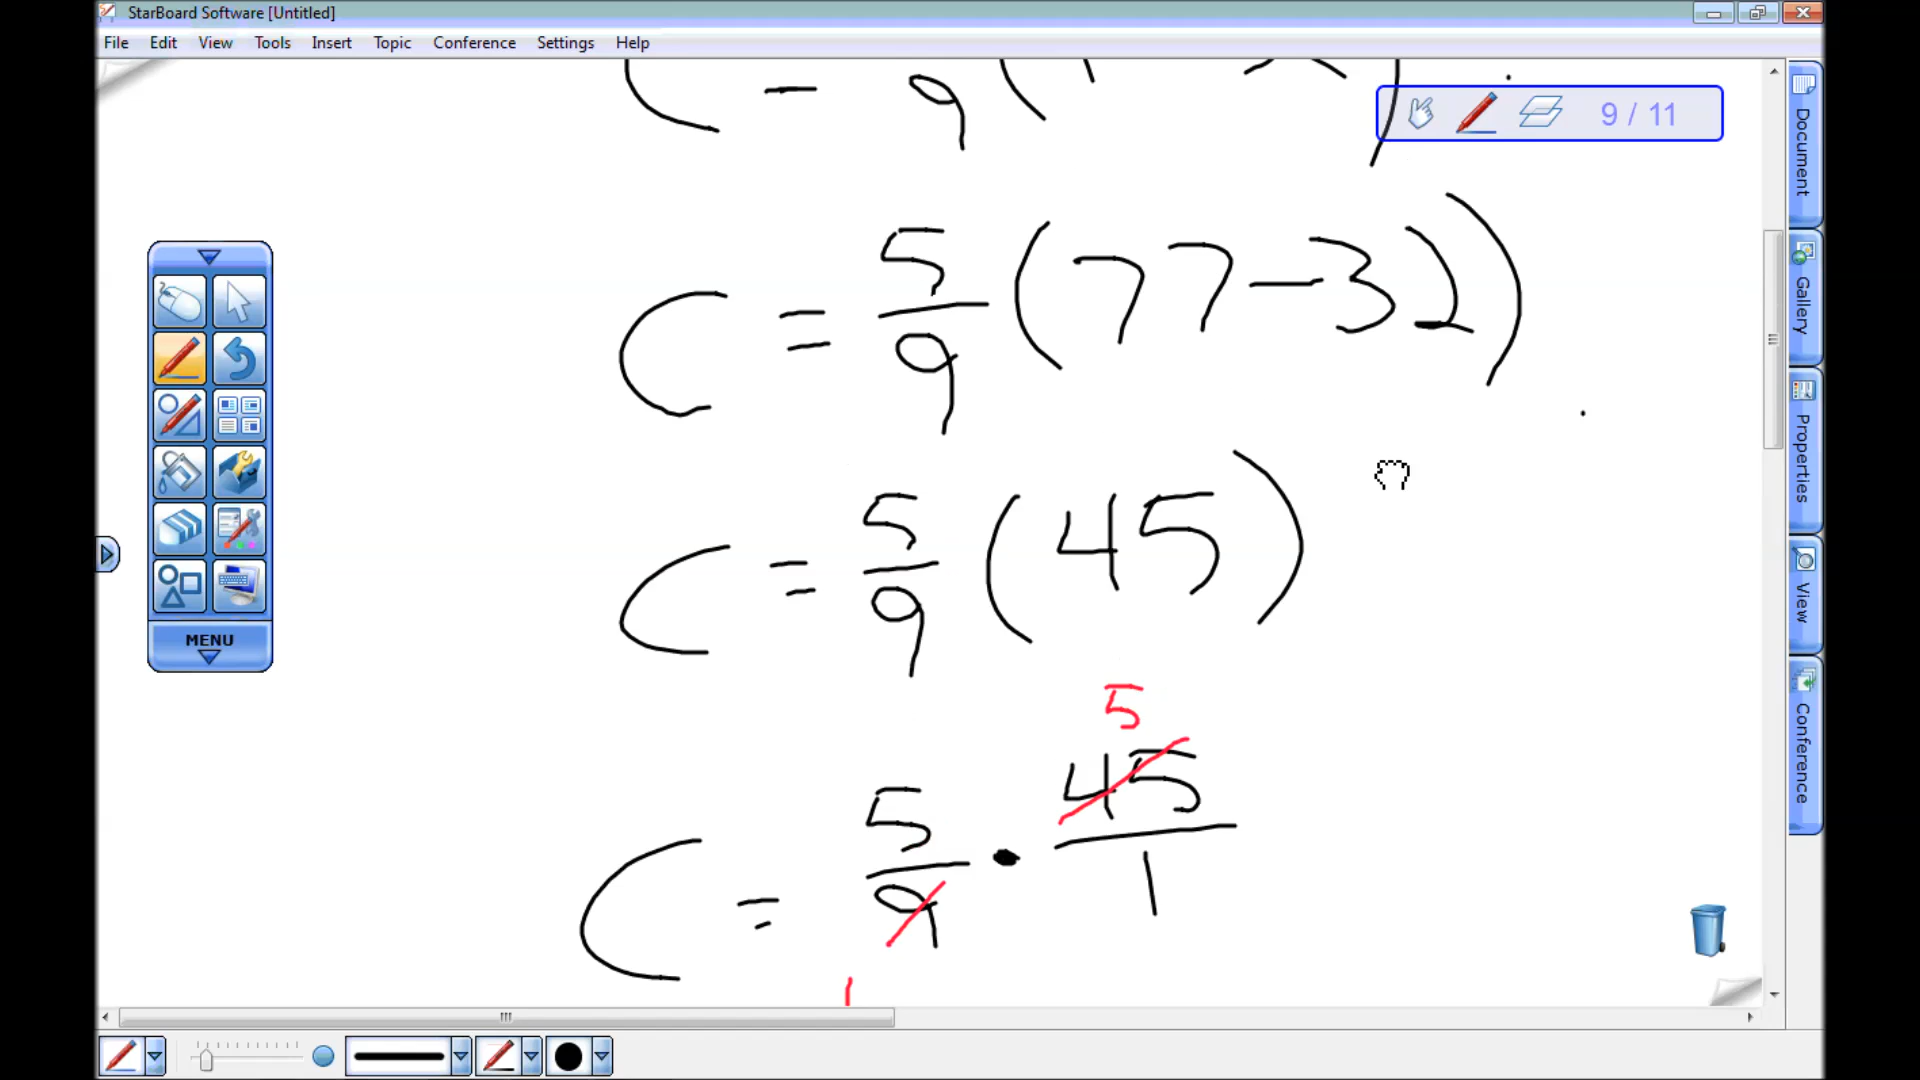 StarBoard Software [Untitled]
File Edit View Tools Insert Topic Conference Settings Help
9 / 11
C = 5/9 (77-32)
C = 5/9 (45)
5
C = 5/9 • 45/1
1
MENU
Document
Gallery
Properties
View
Conference